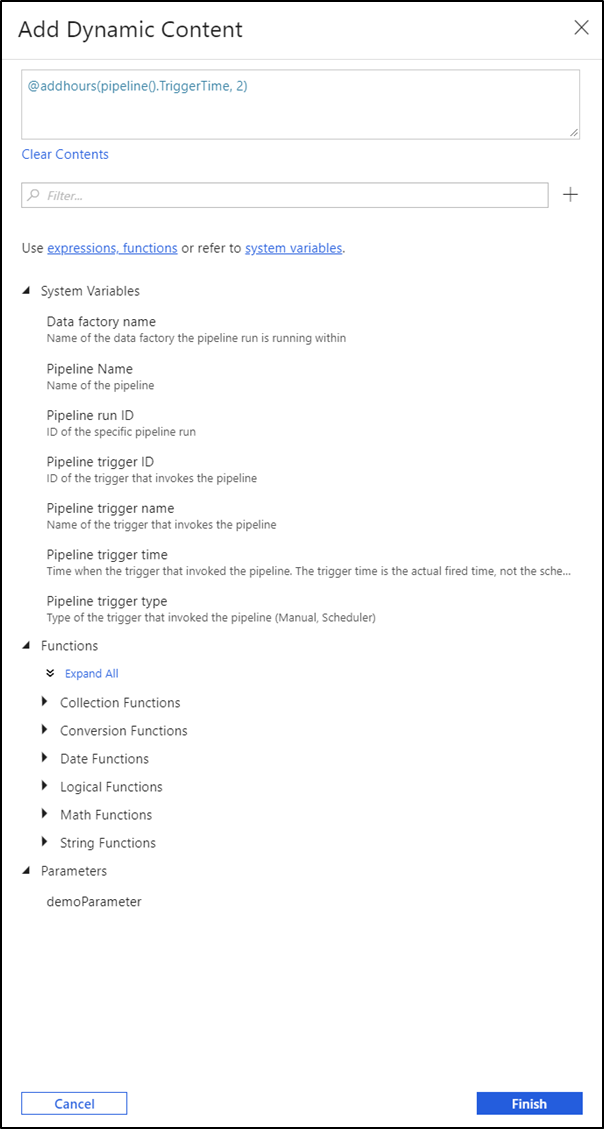 Add Dynamic Content
@addhours(pipeline().TriggerTime, 2)
Clear Contents
Filter...
Use expressions, functions or refer to system variables.
System Variables
Data factory name
Name of the data factory the pipeline run is running within
Pipeline Name
Name of the pipeline
Pipeline run ID
ID of the specific pipeline run
Pipeline trigger ID
ID of the trigger that invokes the pipeline
Pipeline trigger name
Name of the trigger that invokes the pipeline
Pipeline trigger time
Time when the trigger that invoked the pipeline. The trigger time is the actual fired time, not the sche...
Pipeline trigger type
Type of the trigger that invoked the pipeline (Manual, Scheduler)
Functions
Expand All
Collection Functions
Conversion Functions
Date Functions
Logical Functions
Math Functions
String Functions
Parameters
demoParameter
Cancel
Finish